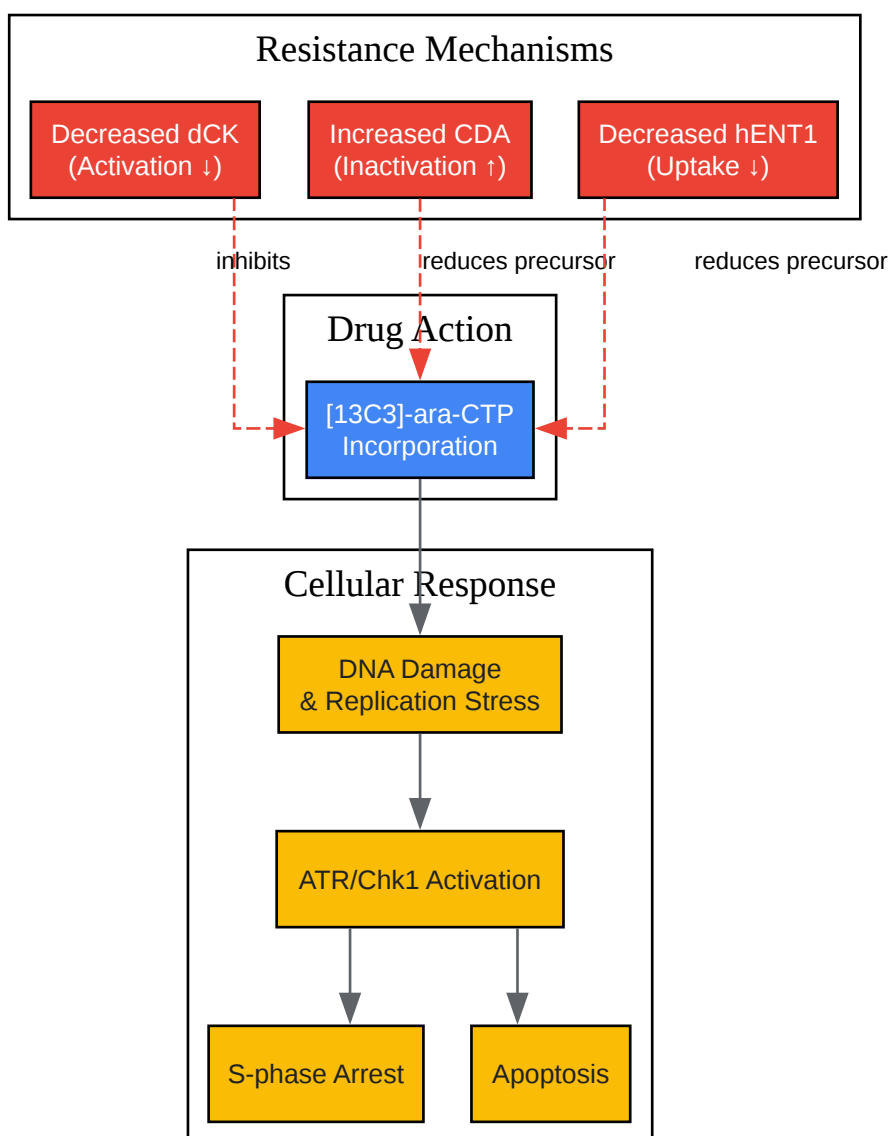 Resistance Mechanisms
Decreased dCK
(Activation ↓)
Increased CDA
(Inactivation ↑)
Decreased hENT1
(Uptake ↓)
inhibits
reduces precursor
reduces precursor
Drug Action
[13C3]-ara-CTP
Incorporation
Cellular Response
DNA Damage
& Replication Stress
ATR/Chk1 Activation
S-phase Arrest
Apoptosis